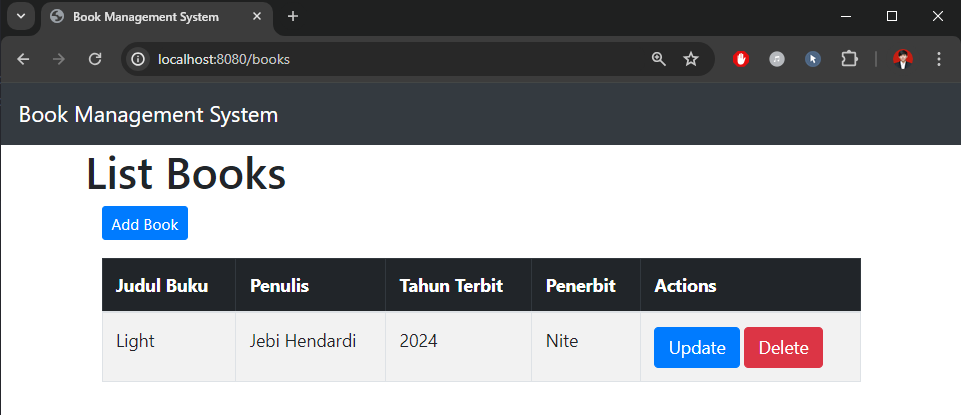 Book Management System
localhost:8080/books
Book Management System
List Books
Add Book
Judul Buku Penulis Tahun Terbit Penerbit Actions
Light Jebi Hendardi 2024 Nite Update Delete